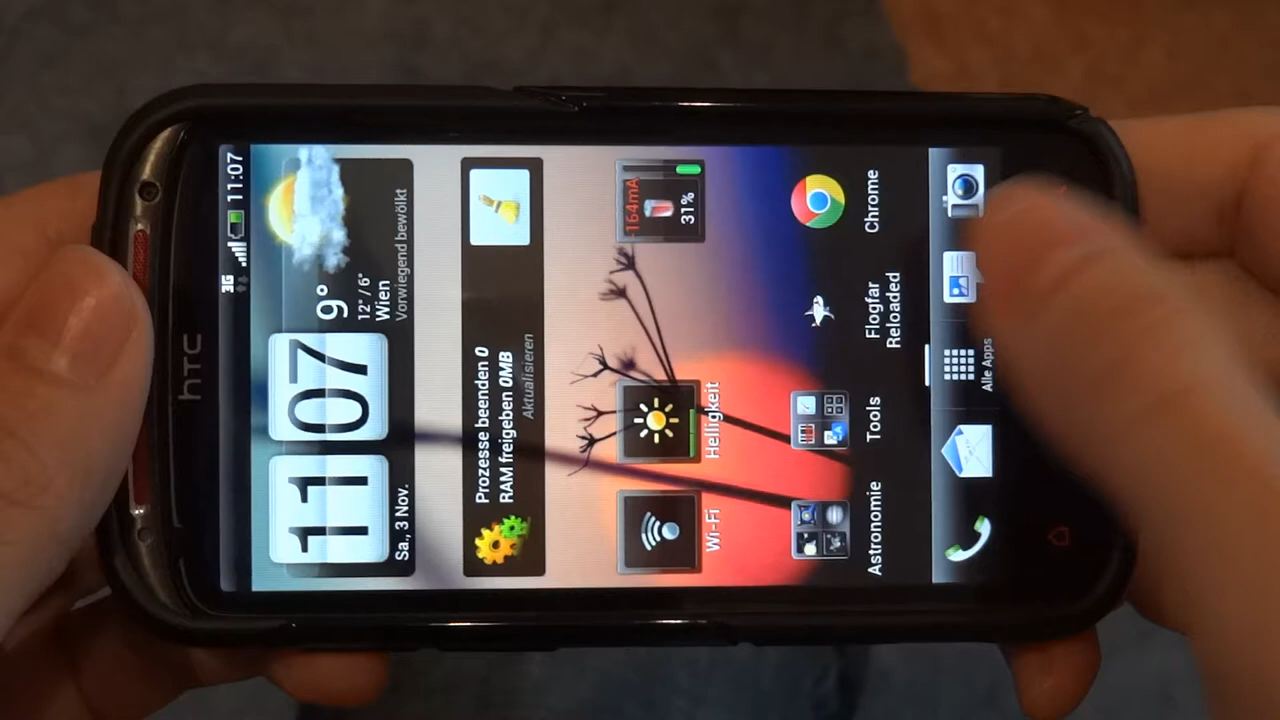 hTC
3G 11:07
11 07
Sa., 3 Nov.
9°
12° / 6°
Wien
Vorwiegend bewölkt
Prozesse beenden 0
RAM freigeben 0MB
Aktualisieren
-164mA
31%
Wi-Fi
Helligkeit
Astronomie
Tools
Flogfar
Reloaded
Chrome
Alle Apps